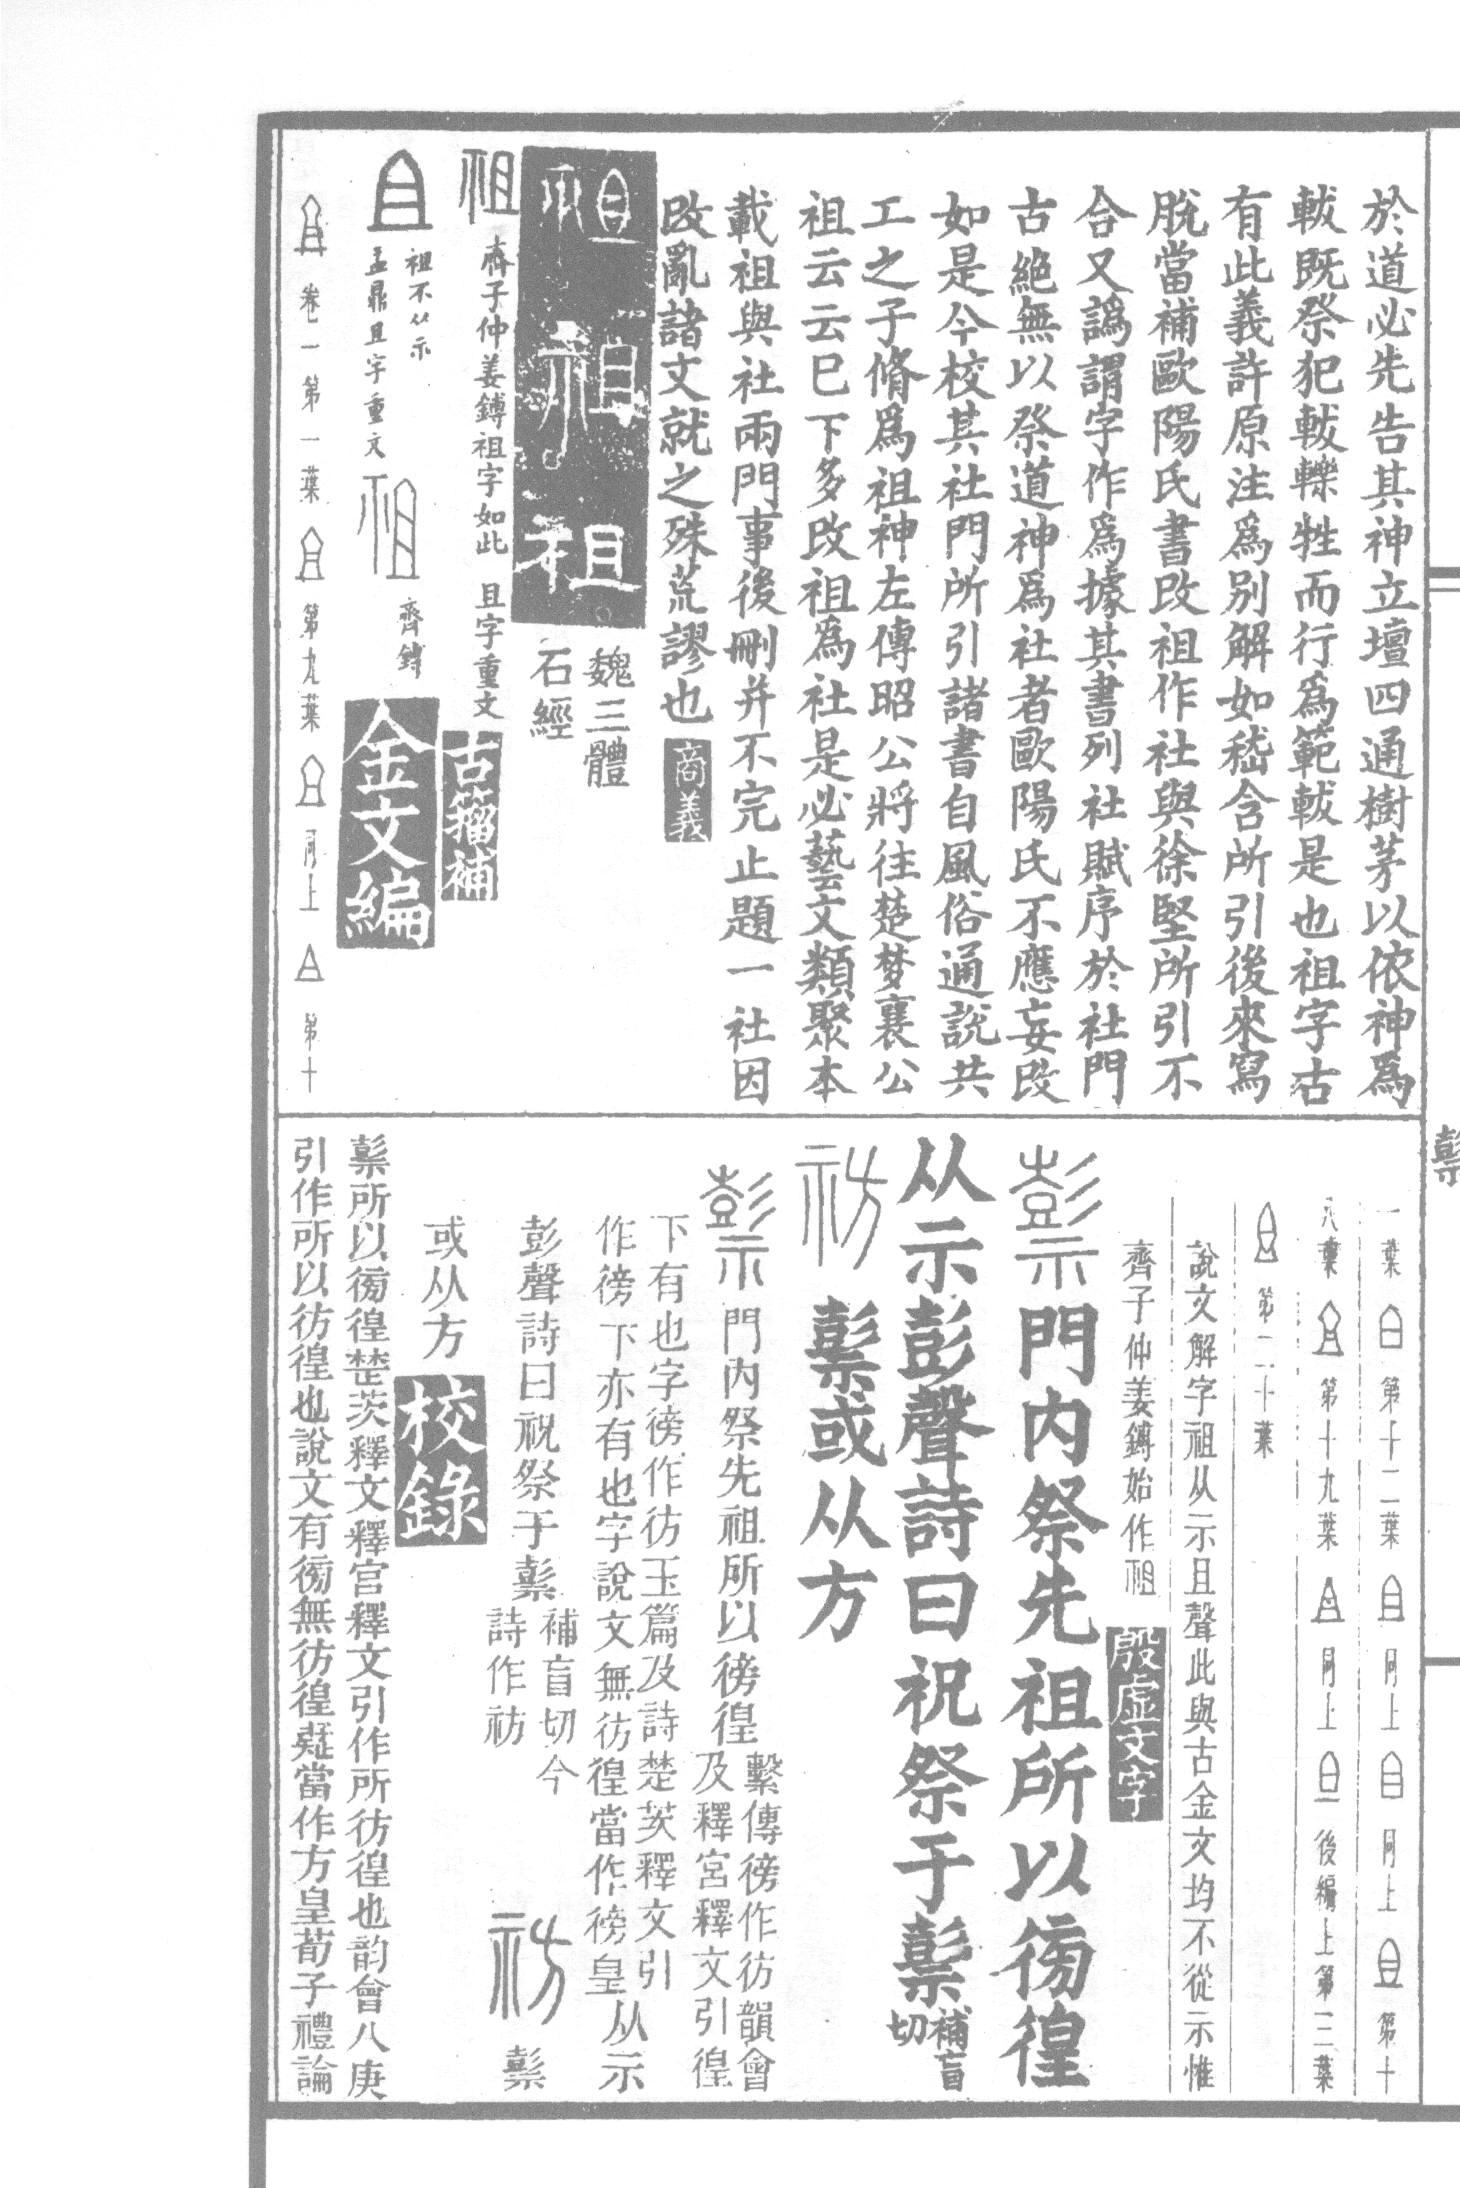 於道必先告其神立壇四通樹茅以依神爲
軷既祭犯軷轢牲而行爲範軷是也祖字古
有此義許原注爲別解如嵇含所引後來寫
脫當補歐陽氏書改祖作社與徐堅所引不
合又譌謂字作爲據其書列社賦序於社門
古絕無以祭道神爲社者歐陽氏不應妄改
如是今校其社門所引諸書自風俗通說共
工之子脩爲祖神左傳昭公將往楚梦襄公
祖云云巳下多改祖爲社是必藝文類聚本
載祖與社兩門事後刪并不完止題一社因
改亂諸文就之殊荒謬也 商義
魏三體
石經
祖 齊子仲姜鎛祖字如此 且字重文 古籀補
且 祖不从示
盂鼎且字重文 祖 齊鎛 金文編
卷一第一葉 第九葉 同上 第十
一葉 第十二葉 同上 同上 第十
八葉 第十九葉 同上 後編上第二葉
第二十葉
說文解字祖从示且聲此與古金文均不從示惟
齊子仲姜鎛始作祖 殷虛文字
䄘門內祭先祖所以徬徨
从示彭聲詩曰祝祭于䄘補盲切
祊 䄘或从方
䄘 門內祭先祖所以徬徨 繫傳徬作彷韻會
及釋宮釋文引徨
下有也字徬作彷玉篇及詩楚茨釋文引
作徬下亦有也字說文無彷徨當作徬皇 从示
彭聲詩曰祝祭于䄘 補盲切今
詩作祊 祊 䄘
或从方 校錄
䄘所以徬徨楚茨釋文釋宮釋文引作所彷徨也韵會八庚
引作所以彷徨也說文有徬無彷徨疑當作方皇荀子禮論
䄘